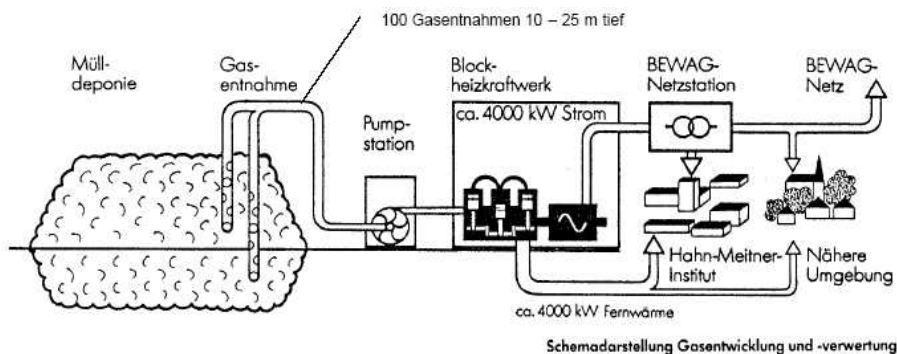 100 Gasentnahmen 10 – 25 m tief
Müll-
deponie
Gas-
entnahme
Pump-
station
Block-
heizkraftwerk
ca. 4000 kW Strom
BEWAG-
Netzstation
BEWAG-
Netz
Hahn-Meitner-
Institut
Nähere
Umgebung
ca. 4000 kW Fernwärme
Schemadarstellung Gasentwicklung und -verwertung